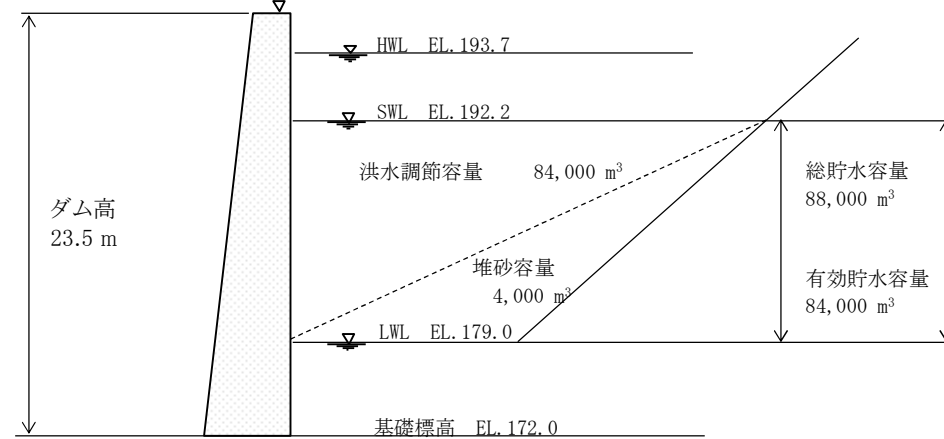 HWL EL.193.7
SWL EL.192.2
洪水調節容量 84,000 m³
総貯水容量
88,000 m³
ダム高
23.5 m
堆砂容量
4,000 m³
有効貯水容量
84,000 m³
LWL EL.179.0
基礎標高 EL.172.0